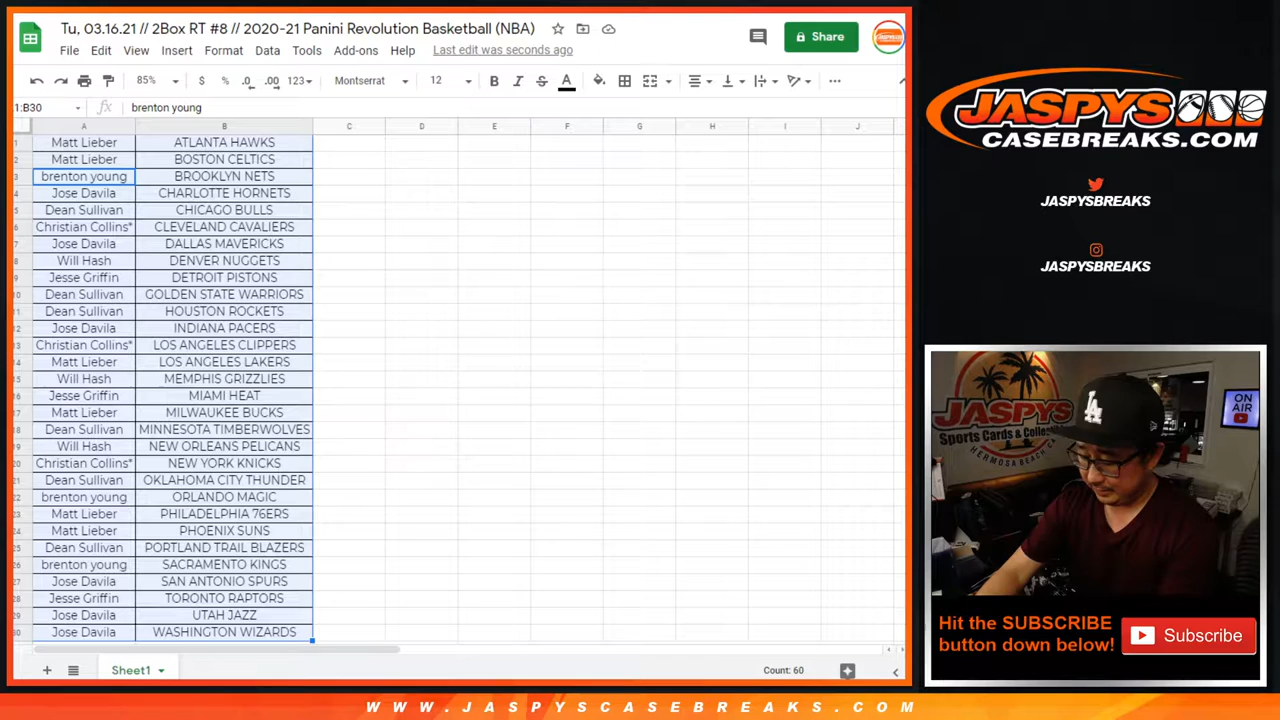 Tu, 03.16.21 // 2Box RT #8 // 2020-21 Panini Revolution Basketball (NBA)
File Edit View Insert Format Data Tools Add-ons Help Last edit was seconds ago
Share
85% $ % .0 .00 123 Montserrat 12 B I S A
1:B30 fx brenton young
A B C D E F G H I J
1 Matt Lieber ATLANTA HAWKS
2 Matt Lieber BOSTON CELTICS
3 brenton young BROOKLYN NETS
4 Jose Davila CHARLOTTE HORNETS
5 Dean Sullivan CHICAGO BULLS
6 Christian Collins* CLEVELAND CAVALIERS
7 Jose Davila DALLAS MAVERICKS
8 Will Hash DENVER NUGGETS
9 Jesse Griffin DETROIT PISTONS
10 Dean Sullivan GOLDEN STATE WARRIORS
11 Dean Sullivan HOUSTON ROCKETS
12 Jose Davila INDIANA PACERS
13 Christian Collins* LOS ANGELES CLIPPERS
14 Matt Lieber LOS ANGELES LAKERS
15 Will Hash MEMPHIS GRIZZLIES
16 Jesse Griffin MIAMI HEAT
17 Matt Lieber MILWAUKEE BUCKS
18 Dean Sullivan MINNESOTA TIMBERWOLVES
19 Will Hash NEW ORLEANS PELICANS
20 Christian Collins* NEW YORK KNICKS
21 Dean Sullivan OKLAHOMA CITY THUNDER
22 brenton young ORLANDO MAGIC
23 Matt Lieber PHILADELPHIA 76ERS
24 Matt Lieber PHOENIX SUNS
25 Dean Sullivan PORTLAND TRAIL BLAZERS
26 brenton young SACRAMENTO KINGS
27 Jose Davila SAN ANTONIO SPURS
28 Jesse Griffin TORONTO RAPTORS
29 Jose Davila UTAH JAZZ
30 Jose Davila WASHINGTON WIZARDS
Sheet1
Count: 60
JASPYS
CASEBREAKS.COM
JASPYSBREAKS
JASPYSBREAKS
JASPYS
Sports Cards &
HERMOSA BEACH, CA
LA
ON
AIR
Hit the SUBSCRIBE
button down below!
Subscribe
WWW.JASPYSCASEBREAKS.COM